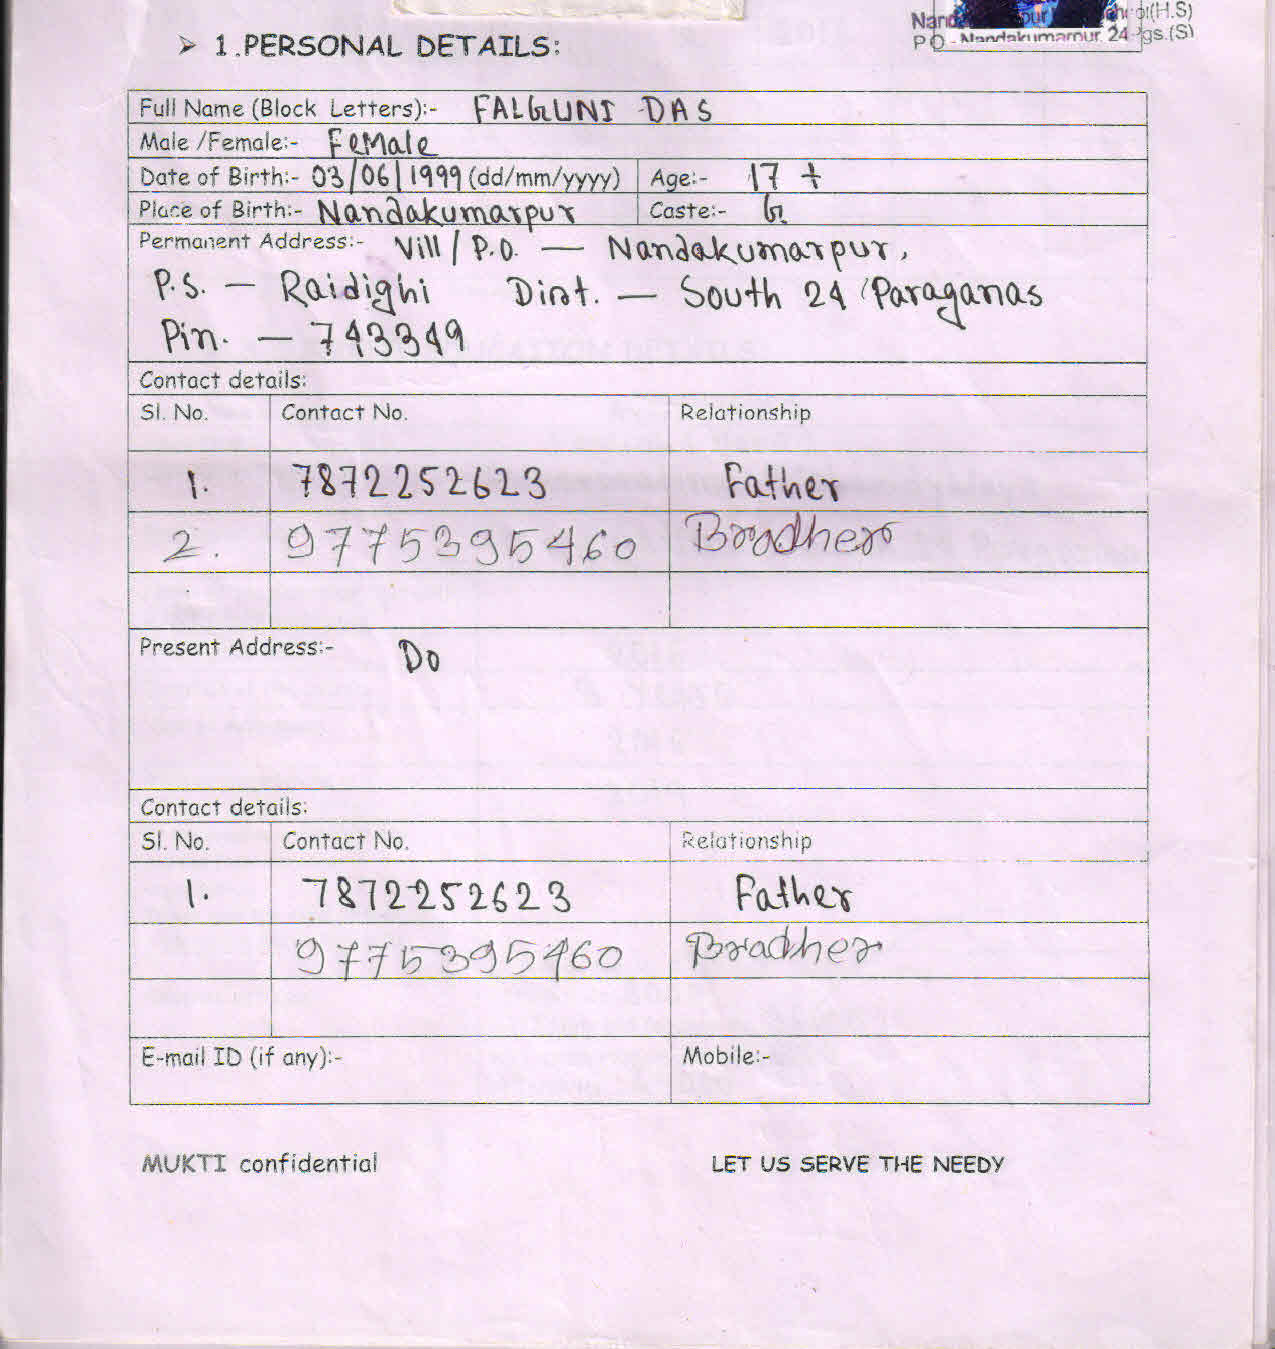 (H.S)
P.O - Nandakumarpur, 24-Pgs.(S)
➢ 1.PERSONAL DETAILS:
Full Name (Block Letters):- FALGUNI DAS
Male /Female:- FeMale
Date of Birth:- 03/06/1999 (dd/mm/yyyy) Age:- 17 +
Place of Birth:- Nandakumarpur Caste:- G
Permanent Address:- Vill/P.O. — Nandakumarpur,
P.S. — Raidighi Dist. — South 24 Paraganas
Pin. — 743349
Contact details:
Sl. No. Contact No. Relationship
1. 7872252623 Father
2. 9775395460 Bradher
Present Address:- Do
Contact details:
Sl. No. Contact No. Relationship
1. 7872252623 Father
9775395460 Bradher
E-mail ID (if any):- Mobile:-
MUKTI confidential LET US SERVE THE NEEDY